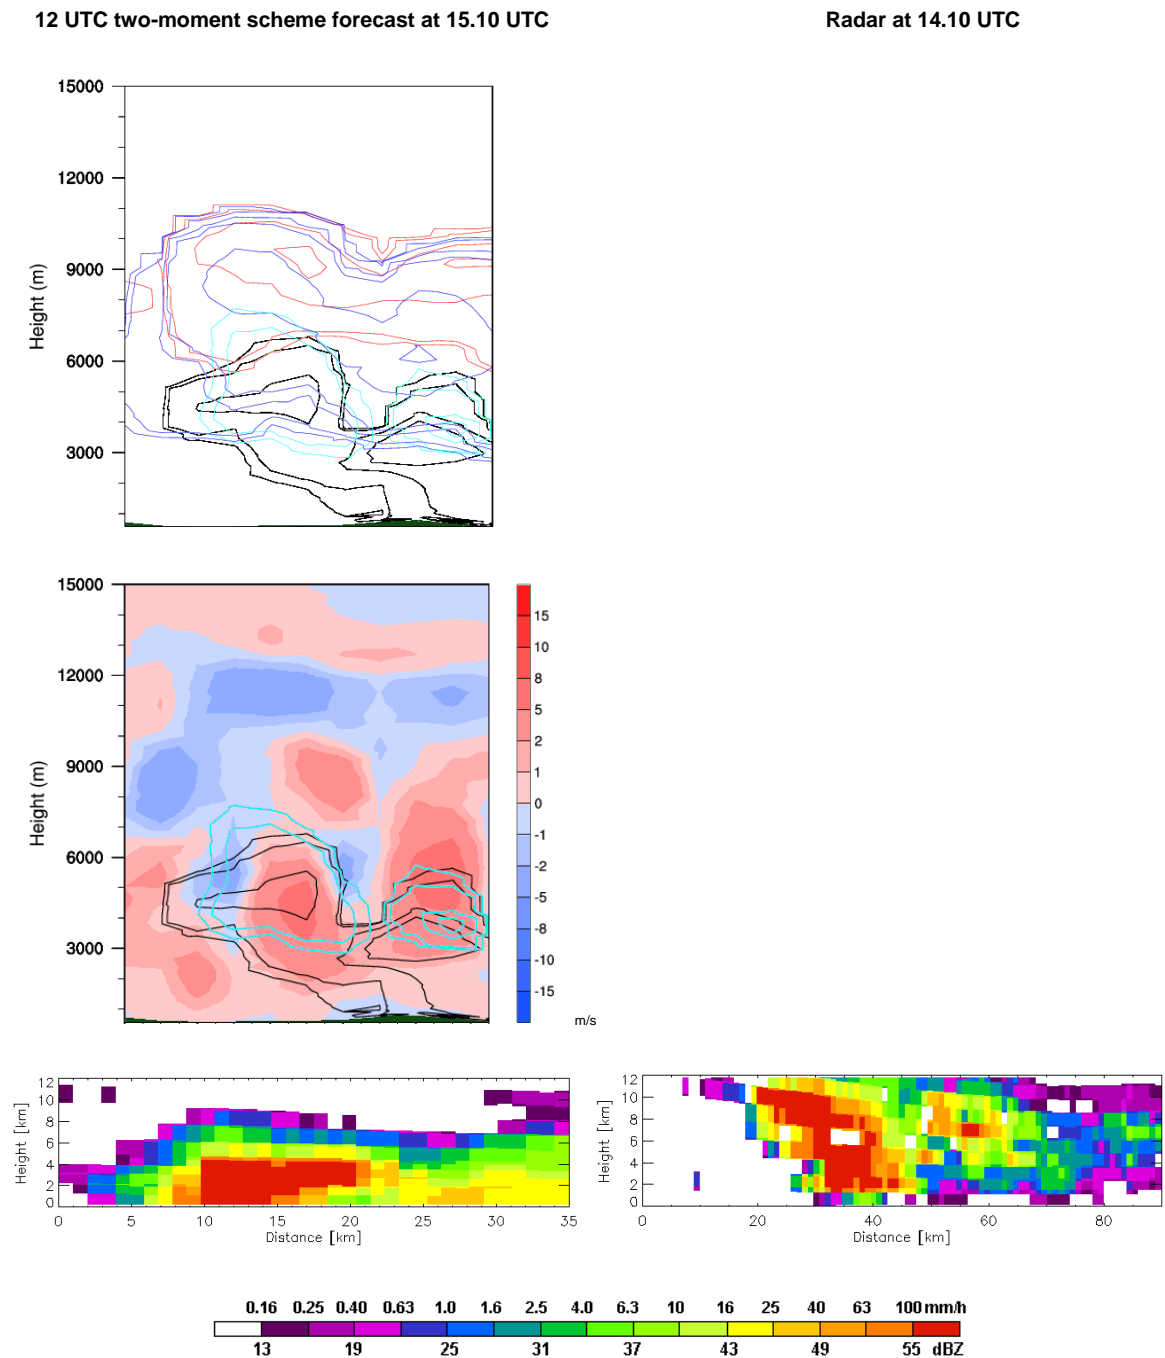 12 UTC two-moment scheme forecast at 15.10 UTC
Radar at 14.10 UTC
15000
12000
9000
6000
3000
Height (m)
15000
12000
9000
6000
3000
Height (m)
15
10
8
5
2
1
0
-1
-2
-5
-8
-10
-15
m/s
12
10
8
6
4
2
0
Height [km]
0 5 10 15 20 25 30 35
Distance [km]
12
10
8
6
4
2
0
Height [km]
0 20 40 60 80
Distance [km]
0.16 0.25 0.40 0.63 1.0 1.6 2.5 4.0 6.3 10 16 25 40 63 100 mm/h
13 19 25 31 37 43 49 55 dBZ